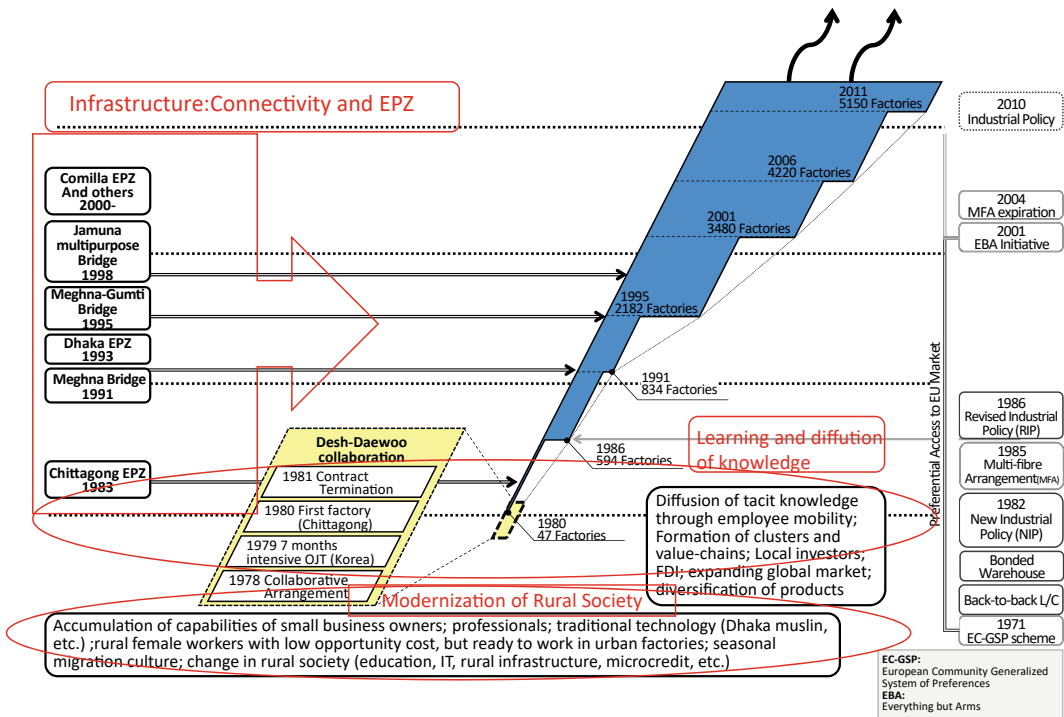 Infrastructure:Connectivity and EPZ
Comilla EPZ
And others
2000-
Jamuna
multipurpose
Bridge
1998
Meghna-Gumti
Bridge
1995
Dhaka EPZ
1993
Meghna Bridge
1991
Chittagong EPZ
1983
Desh-Daewoo
collaboration
1981 Contract
Termination
1980 First factory
(Chittagong)
1979 7 months
intensive OJT (Korea)
1978 Collaborative
Arrangement
2011
5150 Factories
2006
4220 Factories
2001
3480 Factories
1995
2182 Factories
1991
834 Factories
1986
594 Factories
1980
47 Factories
Learning and diffution
of knowledge
Diffusion of tacit knowledge
through employee mobility;
Formation of clusters and
value-chains; Local investors;
FDI; expanding global market;
diversification of products
Modernization of Rural Society
Accumulation of capabilities of small business owners; professionals; traditional technology (Dhaka muslin,
etc.) ;rural female workers with low opportunity cost, but ready to work in urban factories; seasonal
migration culture; change in rural society (education, IT, rural infrastructure, microcredit, etc.)
Preferential Access to EU Market
2010
Industrial Policy
2004
MFA expiration
2001
EBA Initiative
1986
Revised Industrial
Policy (RIP)
1985
Multi-fibre
Arrangement(MFA)
1982
New Industrial
Policy (NIP)
Bonded
Warehouse
Back-to-back L/C
1971
EC-GSP scheme
EC-GSP:
European Community Generalized
System of Preferences
EBA:
Everything but Arms